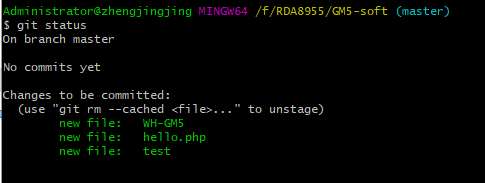 Administrator@zhengjingjing MINGW64 /f/RDA8955/GM5-soft (master)
$ git status
On branch master
No commits yet
Changes to be committed:
(use "git rm --cached <file>..." to unstage)
new file: WH-GM5
new file: hello.php
new file: test